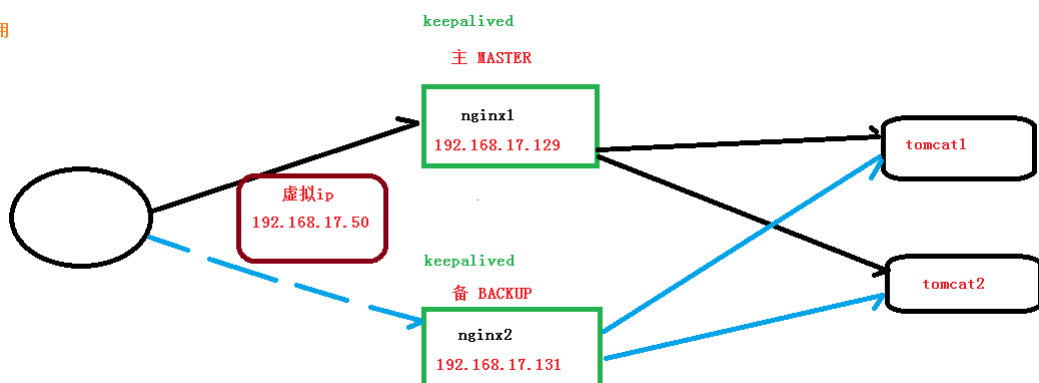 用
keepalived
主 MASTER
nginx1
192.168.17.129
虚拟ip
192.168.17.50
tomcat1
keepalived
备 BACKUP
nginx2
192.168.17.131
tomcat2